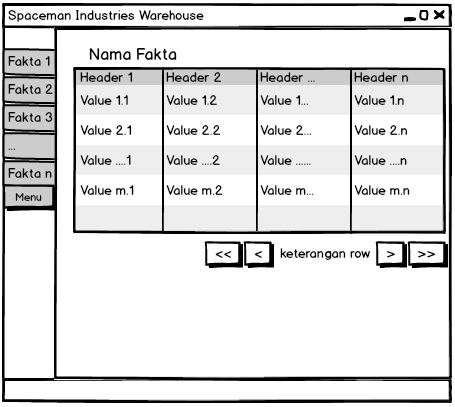 Spaceman Industries Warehouse
Fakta 1
Fakta 2
Fakta 3
...
Fakta n
Menu
Nama Fakta
Header 1 Header 2 Header ... Header n
Value 1.1 Value 1.2 Value 1... Value 1.n
Value 2.1 Value 2.2 Value 2... Value 2.n
Value ....1 Value ....2 Value ...... Value ....n
Value m.1 Value m.2 Value m... Value m.n
<< < keterangan row > >>